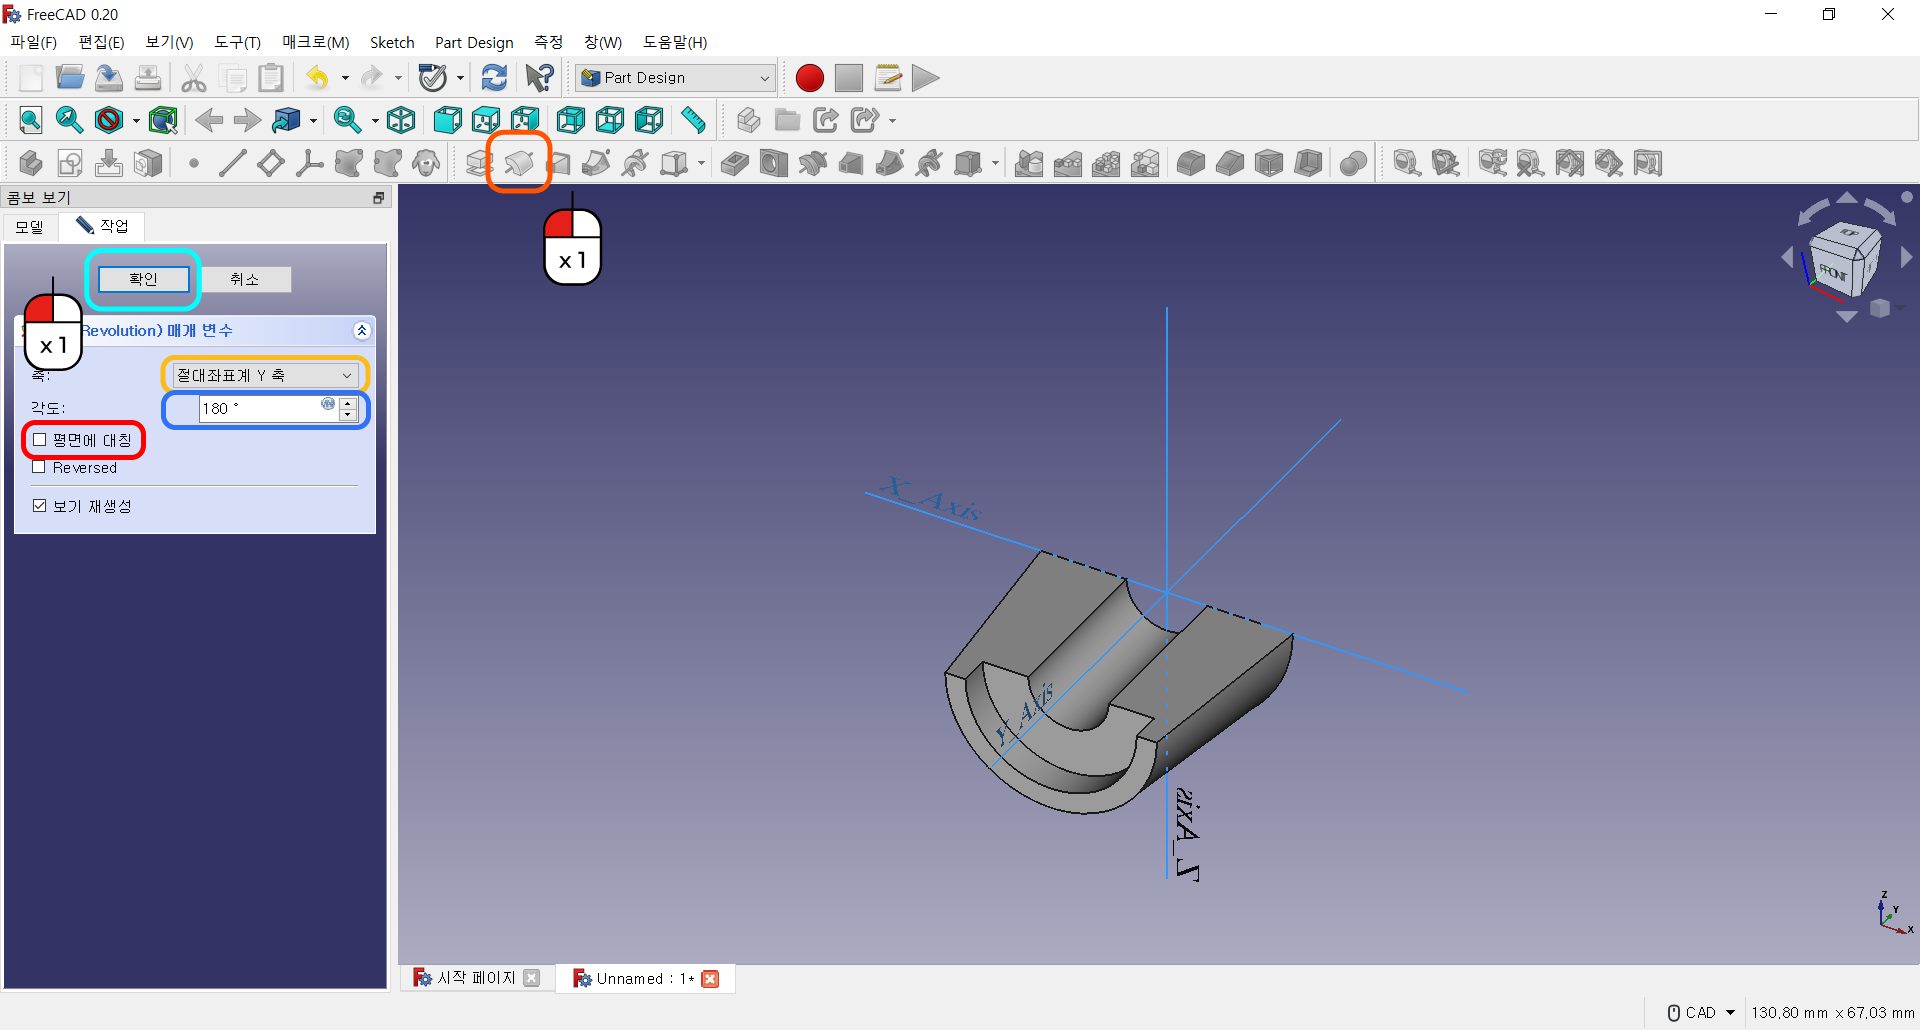 FreeCAD 0.20
파일(F) 편집(E) 보기(V) 도구(T) 매크로(M) Sketch Part Design 측정 창(W) 도움말(H)
Part Design
콤보 보기
모델 작업
확인 취소
x 1
x 1
Revolution) 매개 변수
축:
절대좌표계 Y 축
각도:
180 °
평면에 대칭
Reversed
보기 재생성
TOP
FRONT
X_Axis
Y_Axis
Z_Axis
Z
Y
X
시작 페이지
Unnamed : 1*
CAD
130,80 mm x 67,03 mm